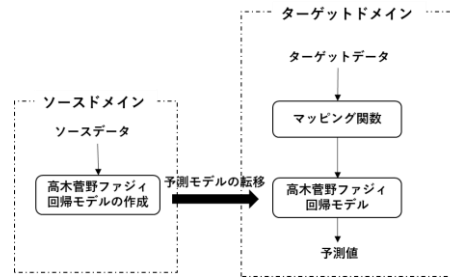 ターゲットドメイン
ターゲットデータ
マッピング関数
高木菅野ファジィ
回帰モデル
予測値
ソースドメイン
ソースデータ
高木菅野ファジィ
回帰モデルの作成
予測モデルの転移